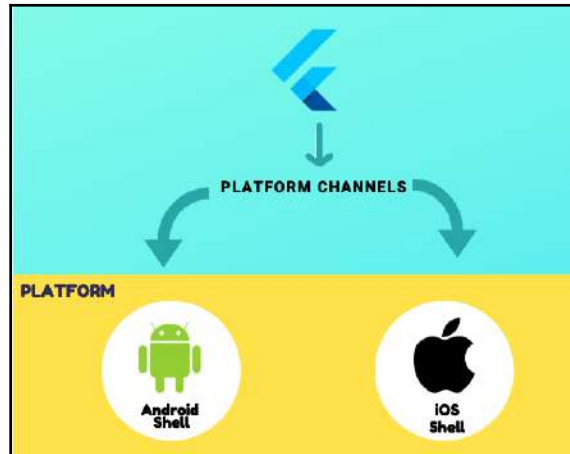 PLATFORM CHANNELS
PLATFORM
Android
Shell
iOS
Shell